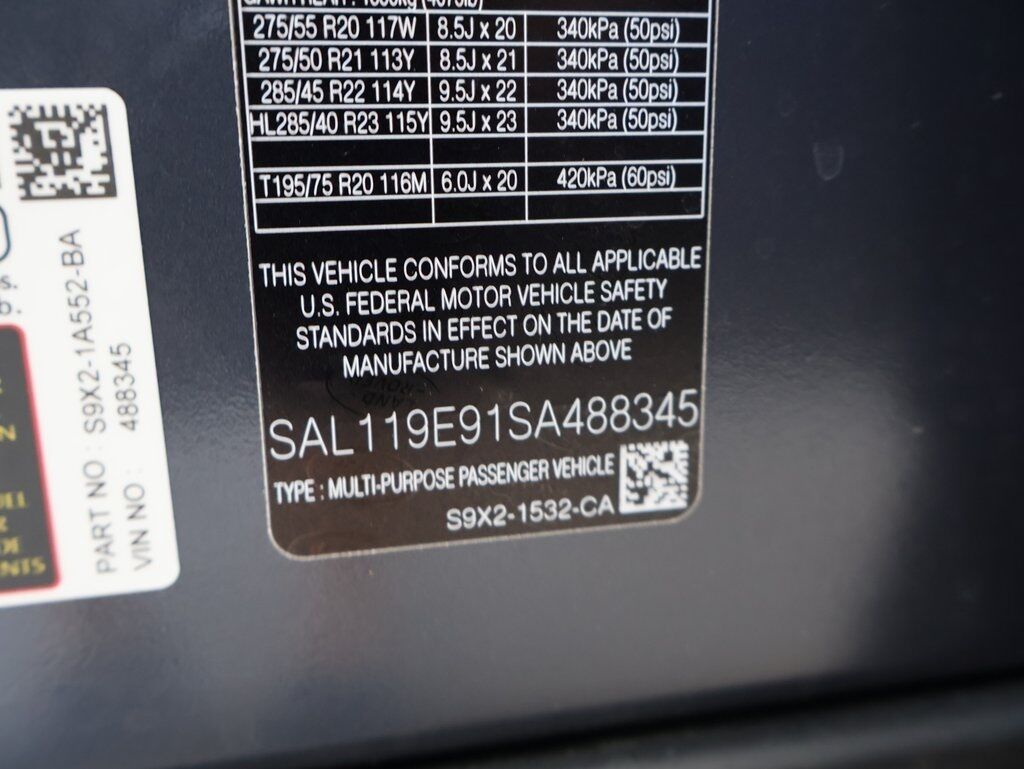 275/55 R20 117W 8.5J x 20 340kPa (50psi)
275/50 R21 113Y 8.5J x 21 340kPa (50psi)
285/45 R22 114Y 9.5J x 22 340kPa (50psi)
HL285/40 R23 115Y 9.5J x 23 340kPa (50psi)
T195/75 R20 116M 6.0J x 20 420kPa (60psi)
THIS VEHICLE CONFORMS TO ALL APPLICABLE
U.S. FEDERAL MOTOR VEHICLE SAFETY
STANDARDS IN EFFECT ON THE DATE OF
MANUFACTURE SHOWN ABOVE
SAL119E91SA488345
TYPE : MULTI-PURPOSE PASSENGER VEHICLE
S9X2-1532-CA
PART NO : S9X2-1A552-BA
VIN NO : 488345